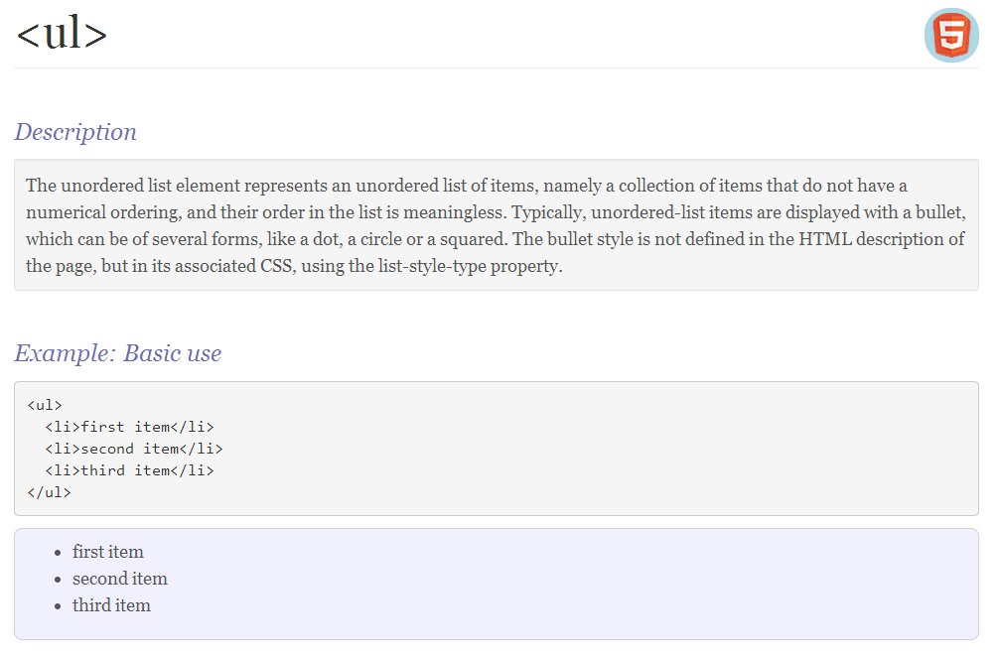 <ul>
5
Description
The unordered list element represents an unordered list of items, namely a collection of items that do not have a
numerical ordering, and their order in the list is meaningless. Typically, unordered-list items are displayed with a bullet,
which can be of several forms, like a dot, a circle or a squared. The bullet style is not defined in the HTML description of
the page, but in its associated CSS, using the list-style-type property.
Example: Basic use
<ul>
  <li>first item</li>
  <li>second item</li>
  <li>third item</li>
</ul>
• first item
• second item
• third item